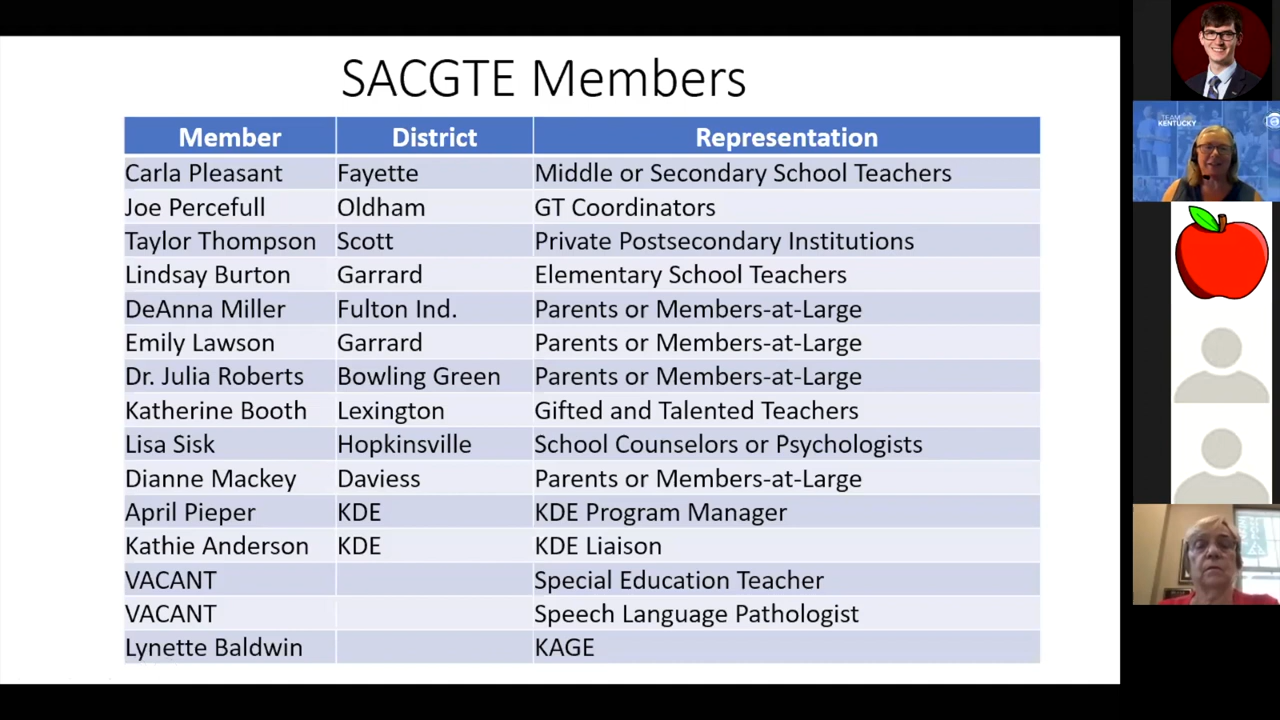 SACGTE Members
Member District Representation
Carla Pleasant Fayette Middle or Secondary School Teachers
Joe Percefull Oldham GT Coordinators
Taylor Thompson Scott Private Postsecondary Institutions
Lindsay Burton Garrard Elementary School Teachers
DeAnna Miller Fulton Ind. Parents or Members-at-Large
Emily Lawson Garrard Parents or Members-at-Large
Dr. Julia Roberts Bowling Green Parents or Members-at-Large
Katherine Booth Lexington Gifted and Talented Teachers
Lisa Sisk Hopkinsville School Counselors or Psychologists
Dianne Mackey Daviess Parents or Members-at-Large
April Pieper KDE KDE Program Manager
Kathie Anderson KDE KDE Liaison
VACANT Special Education Teacher
VACANT Speech Language Pathologist
Lynette Baldwin KAGE
TEAM
KENTUCKY